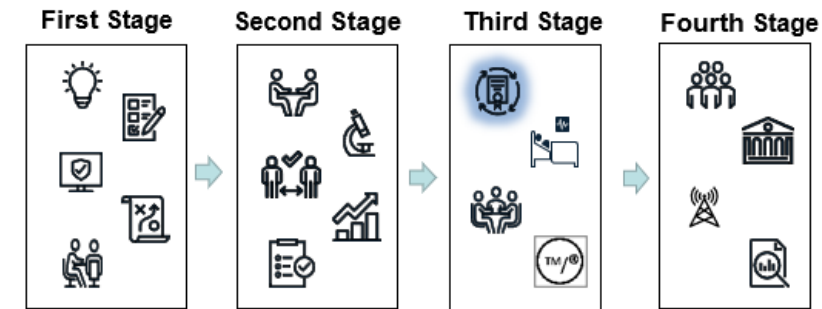 First Stage
Second Stage
Third Stage
Fourth Stage
TM/®